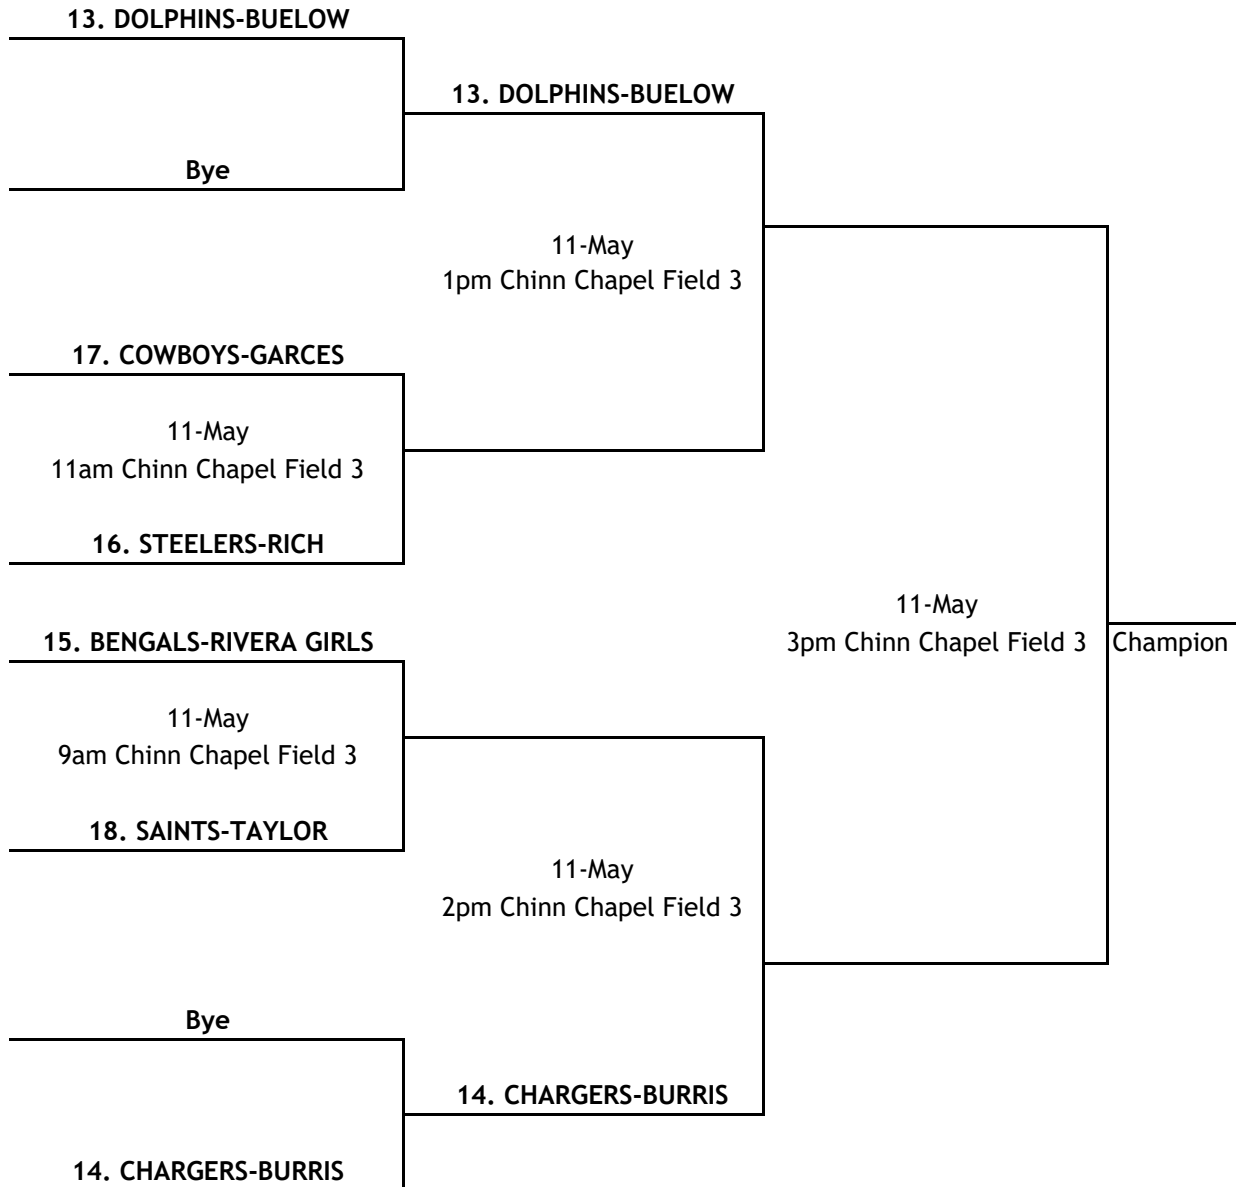 13. DOLPHINS-BUELOW
13. DOLPHINS-BUELOW
Bye
11-May
1pm Chinn Chapel Field 3
17. COWBOYS-GARCES
11-May
11am Chinn Chapel Field 3
16. STEELERS-RICH
11-May
3pm Chinn Chapel Field 3
Champion
15. BENGALS-RIVERA GIRLS
11-May
9am Chinn Chapel Field 3
18. SAINTS-TAYLOR
11-May
2pm Chinn Chapel Field 3
Bye
14. CHARGERS-BURRIS
14. CHARGERS-BURRIS